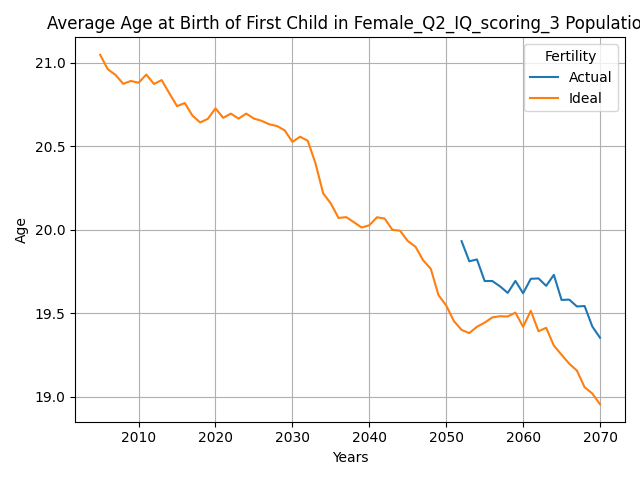 Average Age at Birth of First Child in Female_Q2_IQ_scoring_3 Populatio
Fertility
Actual
Ideal
21.0
20.5
20.0
19.5
19.0
Age
2010 2020 2030 2040 2050 2060 2070
Years